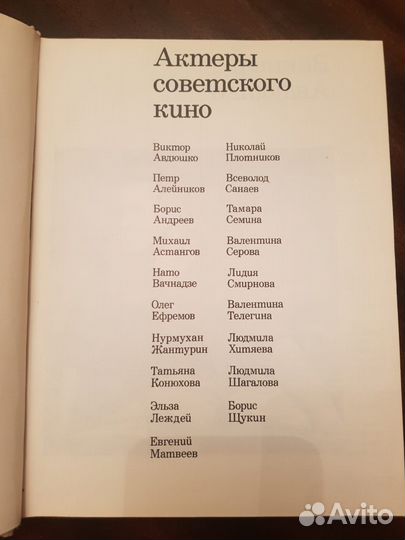 Актеры
советского
кино
Виктор
Авдюшко
Петр
Алейников
Борис
Андреев
Михаил
Астангов
Нато
Вачнадзе
Олег
Ефремов
Нурмухан
Жантурин
Татьяна
Конюхова
Эльза
Леждей
Евгений
Матвеев
Николай
Плотников
Всеволод
Санаев
Тамара
Семина
Валентина
Серова
Лидия
Смирнова
Валентина
Телегина
Людмила
Хитяева
Людмила
Шагалова
Борис
Щукин
Avito